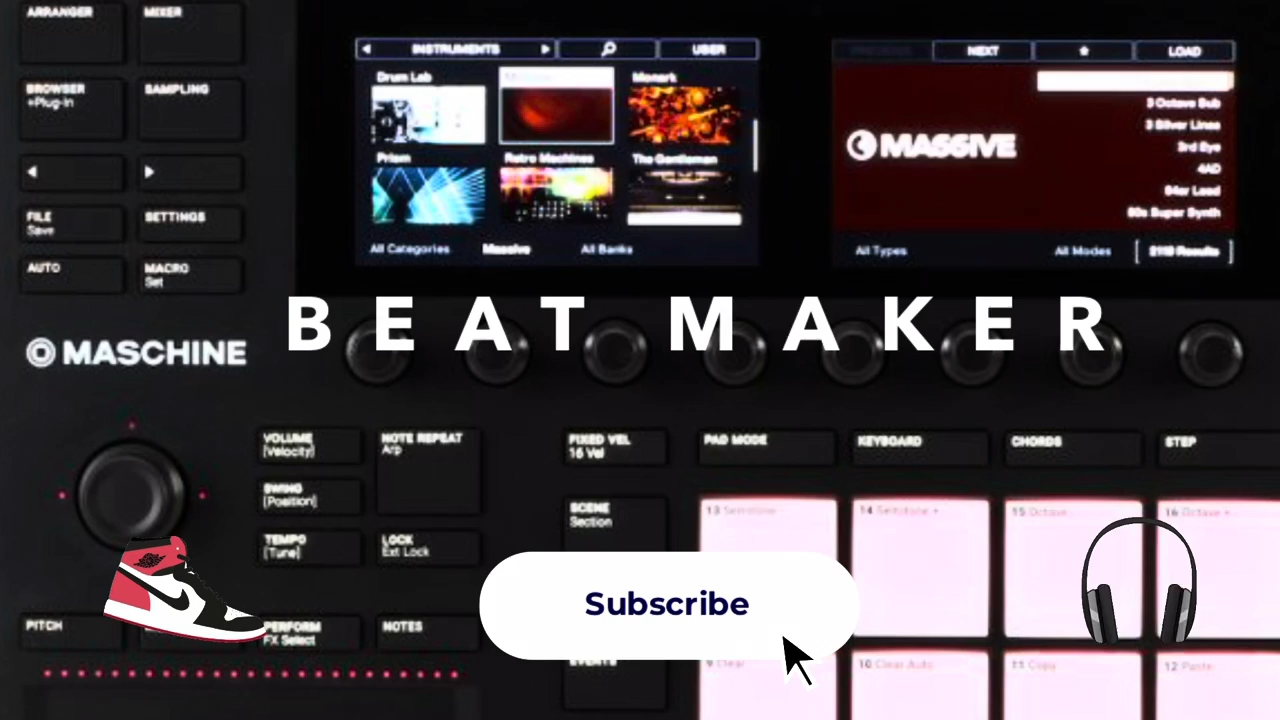 ARRANGER
MIXER
BROWSER
+Plug-In
SAMPLING
FILE
Save
SETTINGS
AUTO
MACRO
Set
INSTRUMENTS
USER
Drum Lab
Monark
Prism
Retro Machines
The Gentleman
All Categories
Massive
All Banks
NEXT
LOAD
MASSIVE
3 Octave Sub
3 Silver Lines
3rd Eye
4AD
84er Lead
80s Super Synth
All Types
All Modes
BEAT MAKER
MASCHINE
VOLUME
[Velocity]
NOTE REPEAT
Arp
SWING
[Position]
TEMPO
[Tune]
LOCK
Ext Lock
FIXED VEL
16 Vel
PAD MODE
KEYBOARD
CHORDS
STEP
SCENE
Section
13 Semitone -
14 Semitone +
15 Octave -
16 Octave +
PITCH
PERFORM
FX Select
NOTES
Subscribe
EVENTS
9 Clear
10 Clear Auto
11 Copy
12 Paste